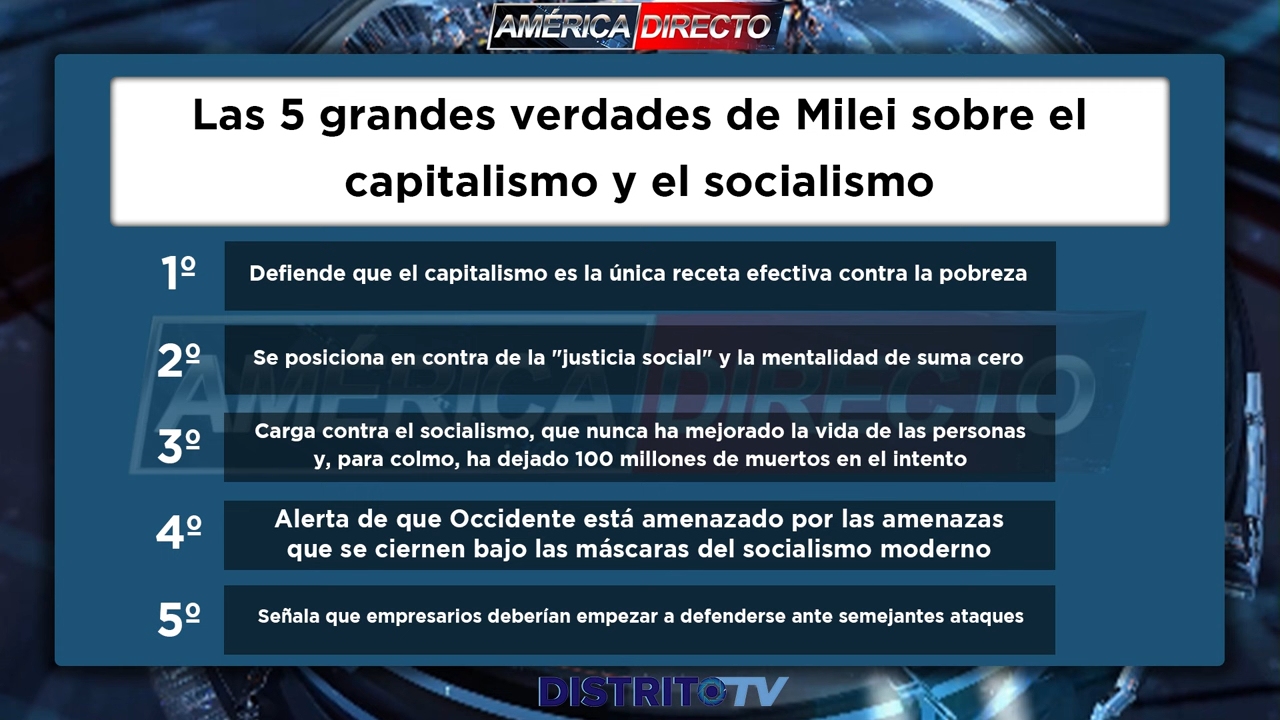 AMÉRICA DIRECTO
Las 5 grandes verdades de Milei sobre el
capitalismo y el socialismo
1º
Defiende que el capitalismo es la única receta efectiva contra la pobreza
2º
Se posiciona en contra de la "justicia social" y la mentalidad de suma cero
3º
Carga contra el socialismo, que nunca ha mejorado la vida de las personas
y, para colmo, ha dejado 100 millones de muertos en el intento
4º
Alerta de que Occidente está amenazado por las amenazas
que se ciernen bajo las máscaras del socialismo moderno
5º
Señala que empresarios deberían empezar a defenderse ante semejantes ataques
AMÉRICA DIRECTO
DISTRITOTV